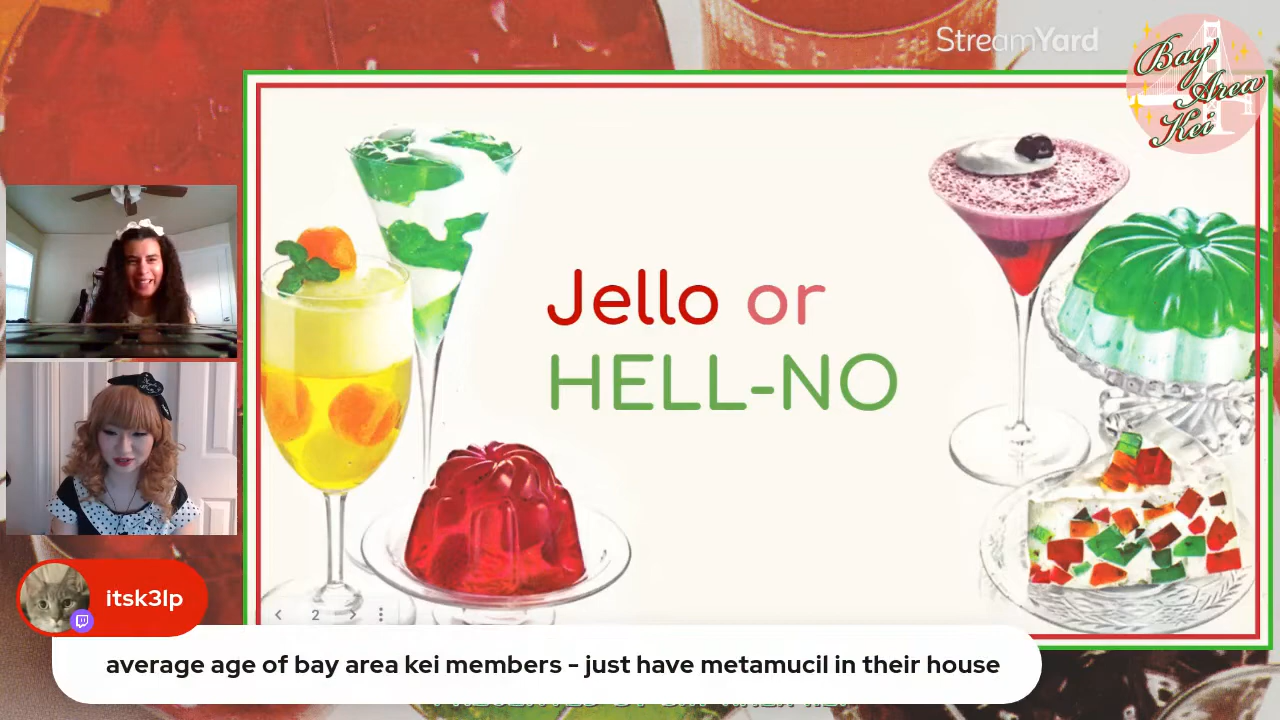 StreamYard
Bay
Area
Kei
Jello or
HELL-NO
2
itsk3lp
average age of bay area kei members - just have metamucil in their house